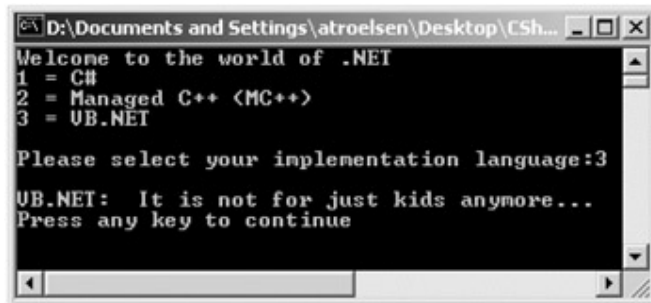 D:\Documents and Settings\atroelsen\Desktop\CSh...
Welcome to the world of .NET
1 = C#
2 = Managed C++ (MC++)
3 = VB.NET
Please select your implementation language:3
VB.NET:  It is not for just kids anymore...
Press any key to continue